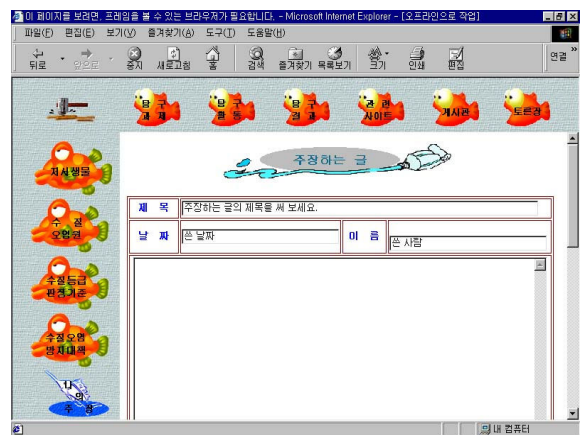 이 페이지를 보려면, 프레임을 볼 수 있는 브라우저가 필요합니다. - Microsoft Internet Explorer - [오프라인으로 작업]
파일(F) 편집(E) 보기(V) 즐겨찾기(A) 도구(T) 도움말(H)
뒤로 앞으로 중지 새로고침 홈 검색 즐겨찾기 목록보기 크기 인쇄 편집 연결 »
탐구과제 탐구활동 탐구결과 관련사이트 게시판 토론장
주장하는 글
지시생물
수질오염원
수질등급
판정기준
수질오염
방지대책
나의
주장
제 목 주장하는 글의 제목을 써 보세요.
날 짜 쓴 날짜 이 름 쓴 사람
내 컴퓨터